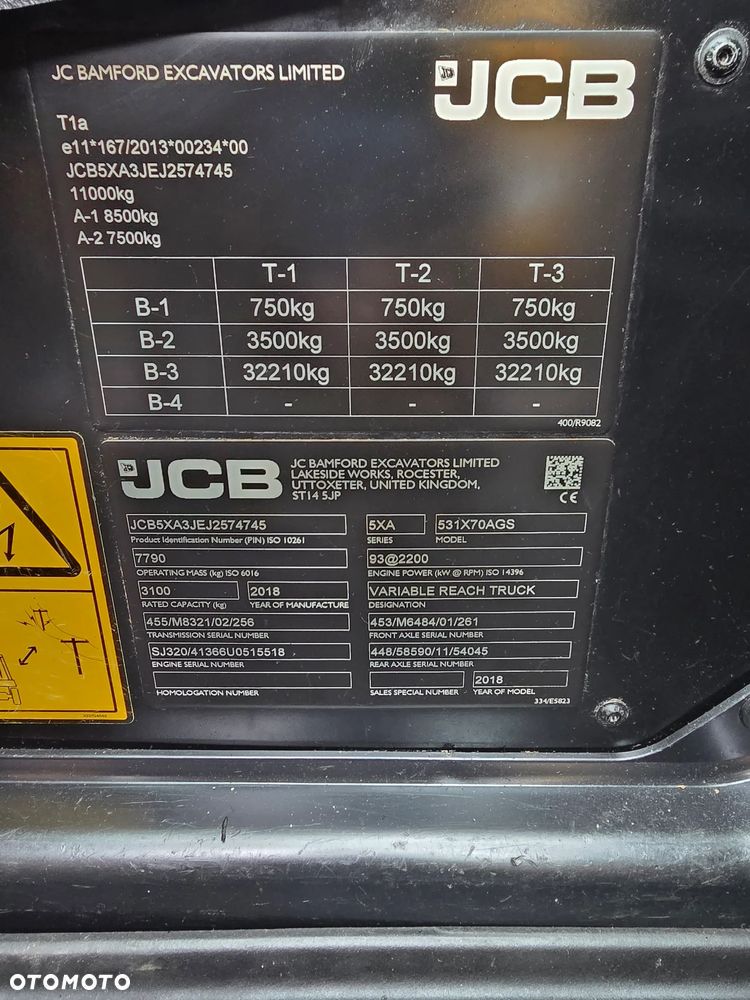 JC BAMFORD EXCAVATORS LIMITED
JCB
T1a
e11*167/2013*00234*00
JCB5XA3JEJ2574745
11000kg
A-1 8500kg
A-2 7500kg
T-1 T-2 T-3
B-1 750kg 750kg 750kg
B-2 3500kg 3500kg 3500kg
B-3 32210kg 32210kg 32210kg
B-4 - - -
400/R9082
JCB
JC BAMFORD EXCAVATORS LIMITED
LAKESIDE WORKS, ROCESTER,
UTTOXETER, UNITED KINGDOM,
ST14 5JP
CE
JCB5XA3JEJ2574745 5XA 531X70AGS
Product Identification Number (PIN) ISO 10261 SERIES MODEL
7790 93@2200
OPERATING MASS (kg) ISO 6016 ENGINE POWER (kW @ RPM) ISO 14396
3100 2018 VARIABLE REACH TRUCK
RATED CAPACITY (kg) YEAR OF MANUFACTURE DESIGNATION
455/M8321/02/256 453/M6484/01/261
TRANSMISSION SERIAL NUMBER FRONT AXLE SERIAL NUMBER
SJ320/41366U0515518 448/58590/11/54045
ENGINE SERIAL NUMBER REAR AXLE SERIAL NUMBER
2018
HOMOLOGATION NUMBER SALES SPECIAL NUMBER YEAR OF MODEL
334/E5823
OTOMOTO